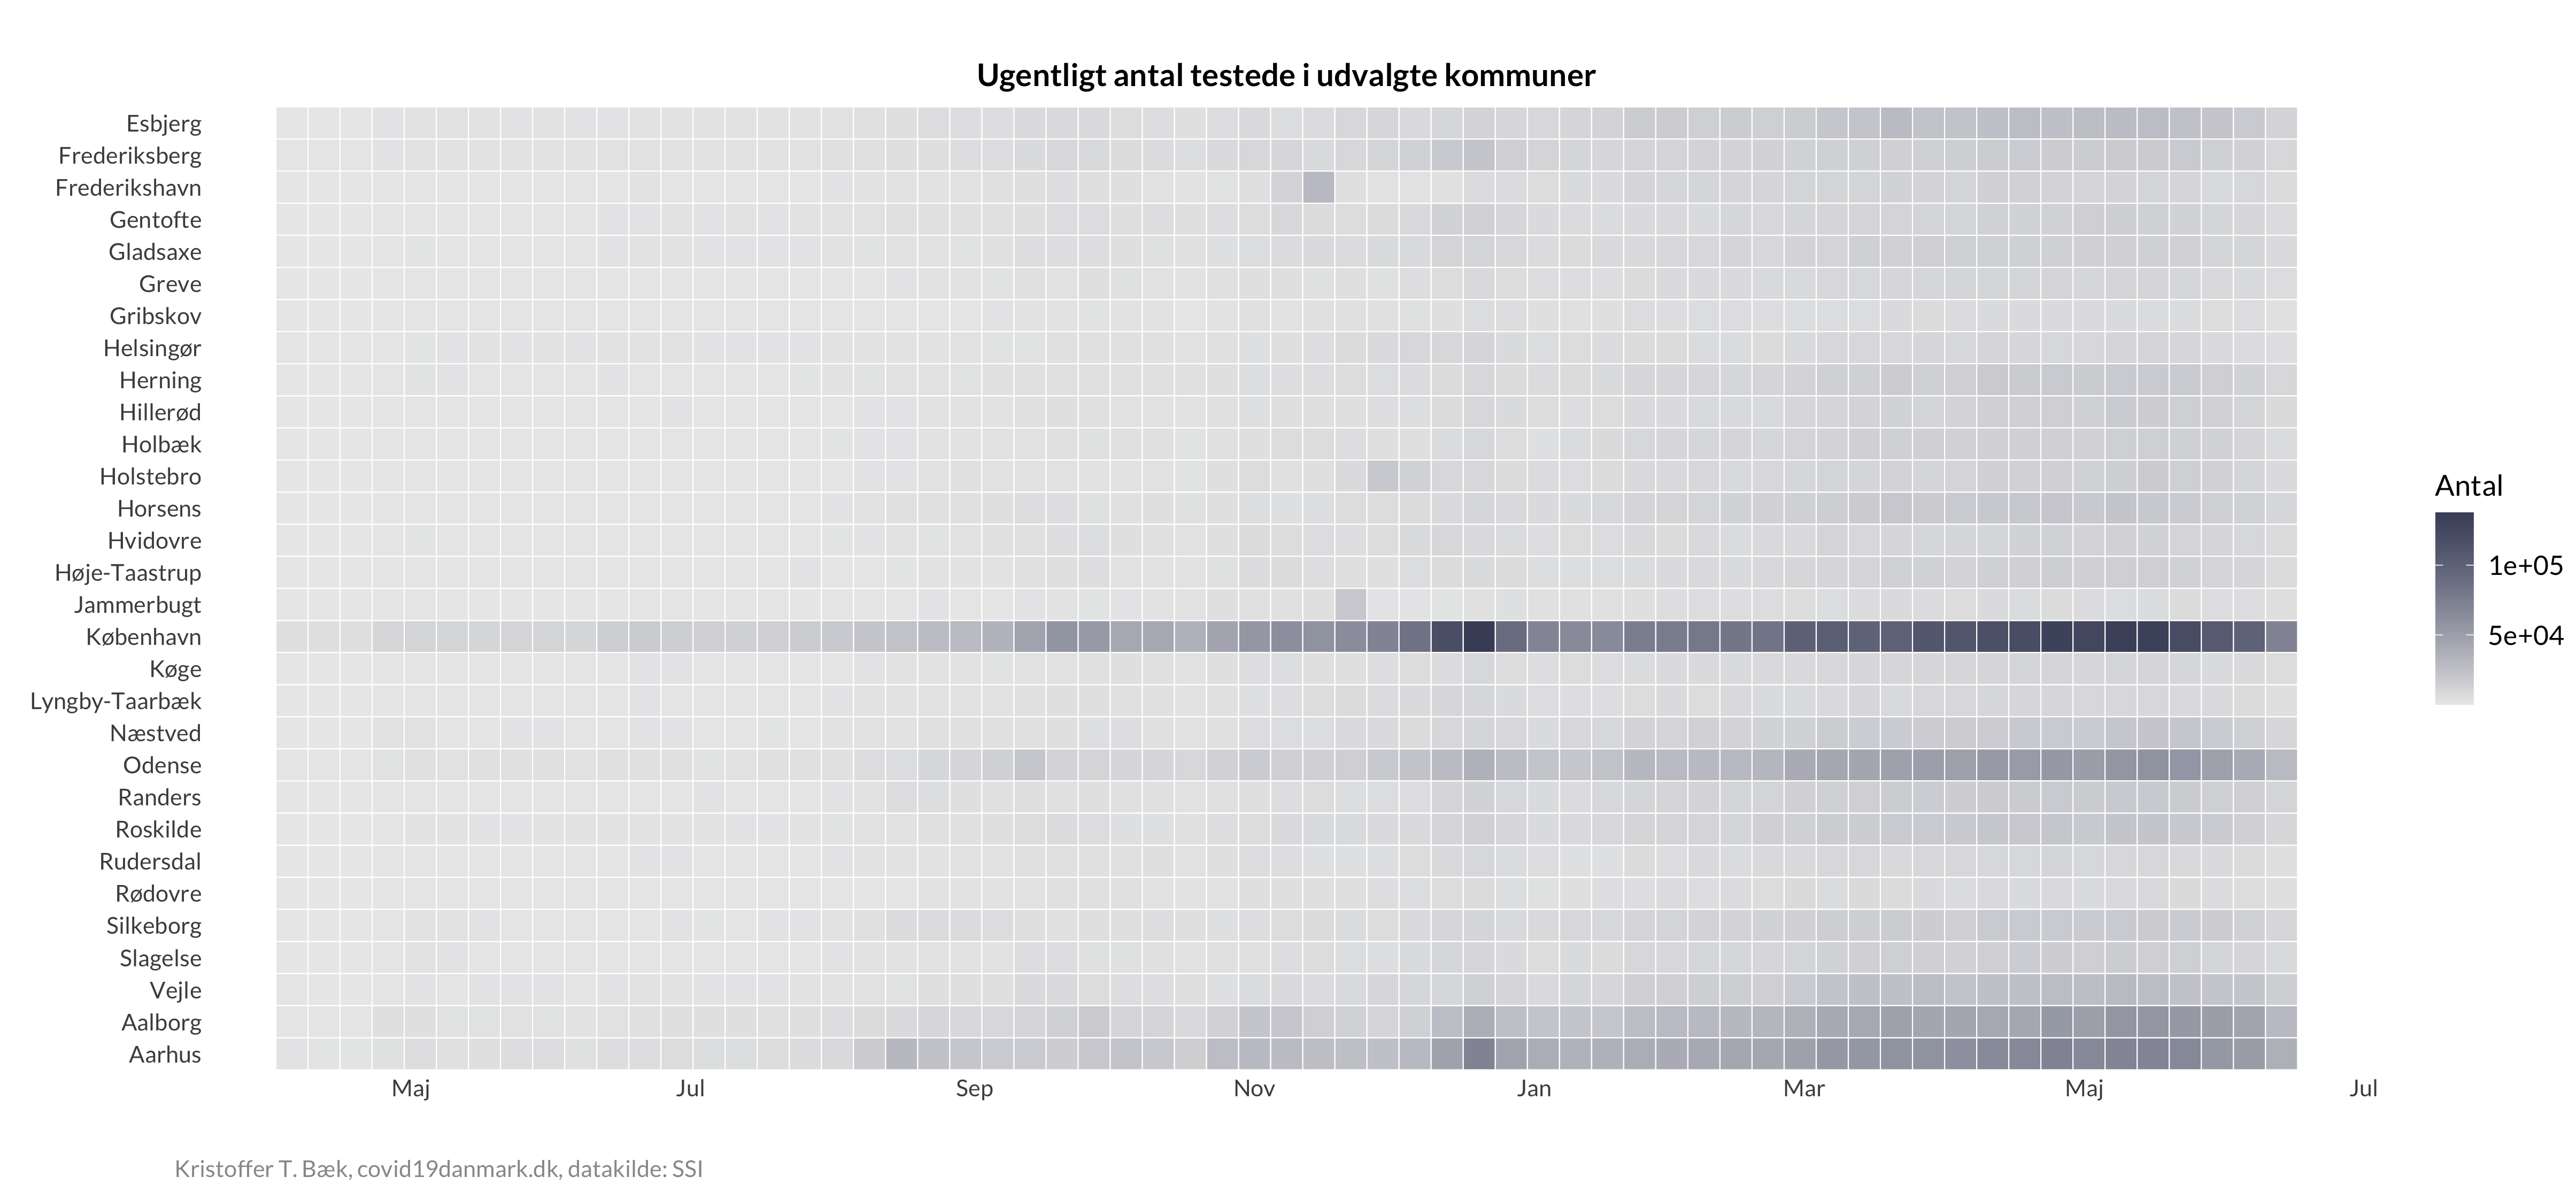 Ugentligt antal testede i udvalgte kommuner
Esbjerg
Frederiksberg
Frederikshavn
Gentofte
Gladsaxe
Greve
Gribskov
Helsingør
Herning
Hillerød
Holbæk
Holstebro
Horsens
Hvidovre
Høje-Taastrup
Jammerbugt
København
Køge
Lyngby-Taarbæk
Næstved
Odense
Randers
Roskilde
Rudersdal
Rødovre
Silkeborg
Slagelse
Vejle
Aalborg
Aarhus
Maj Jul Sep Nov Jan Mar Maj Jul
Antal
1e+05
5e+04
Kristoffer T. Bæk, covid19danmark.dk, datakilde: SSI